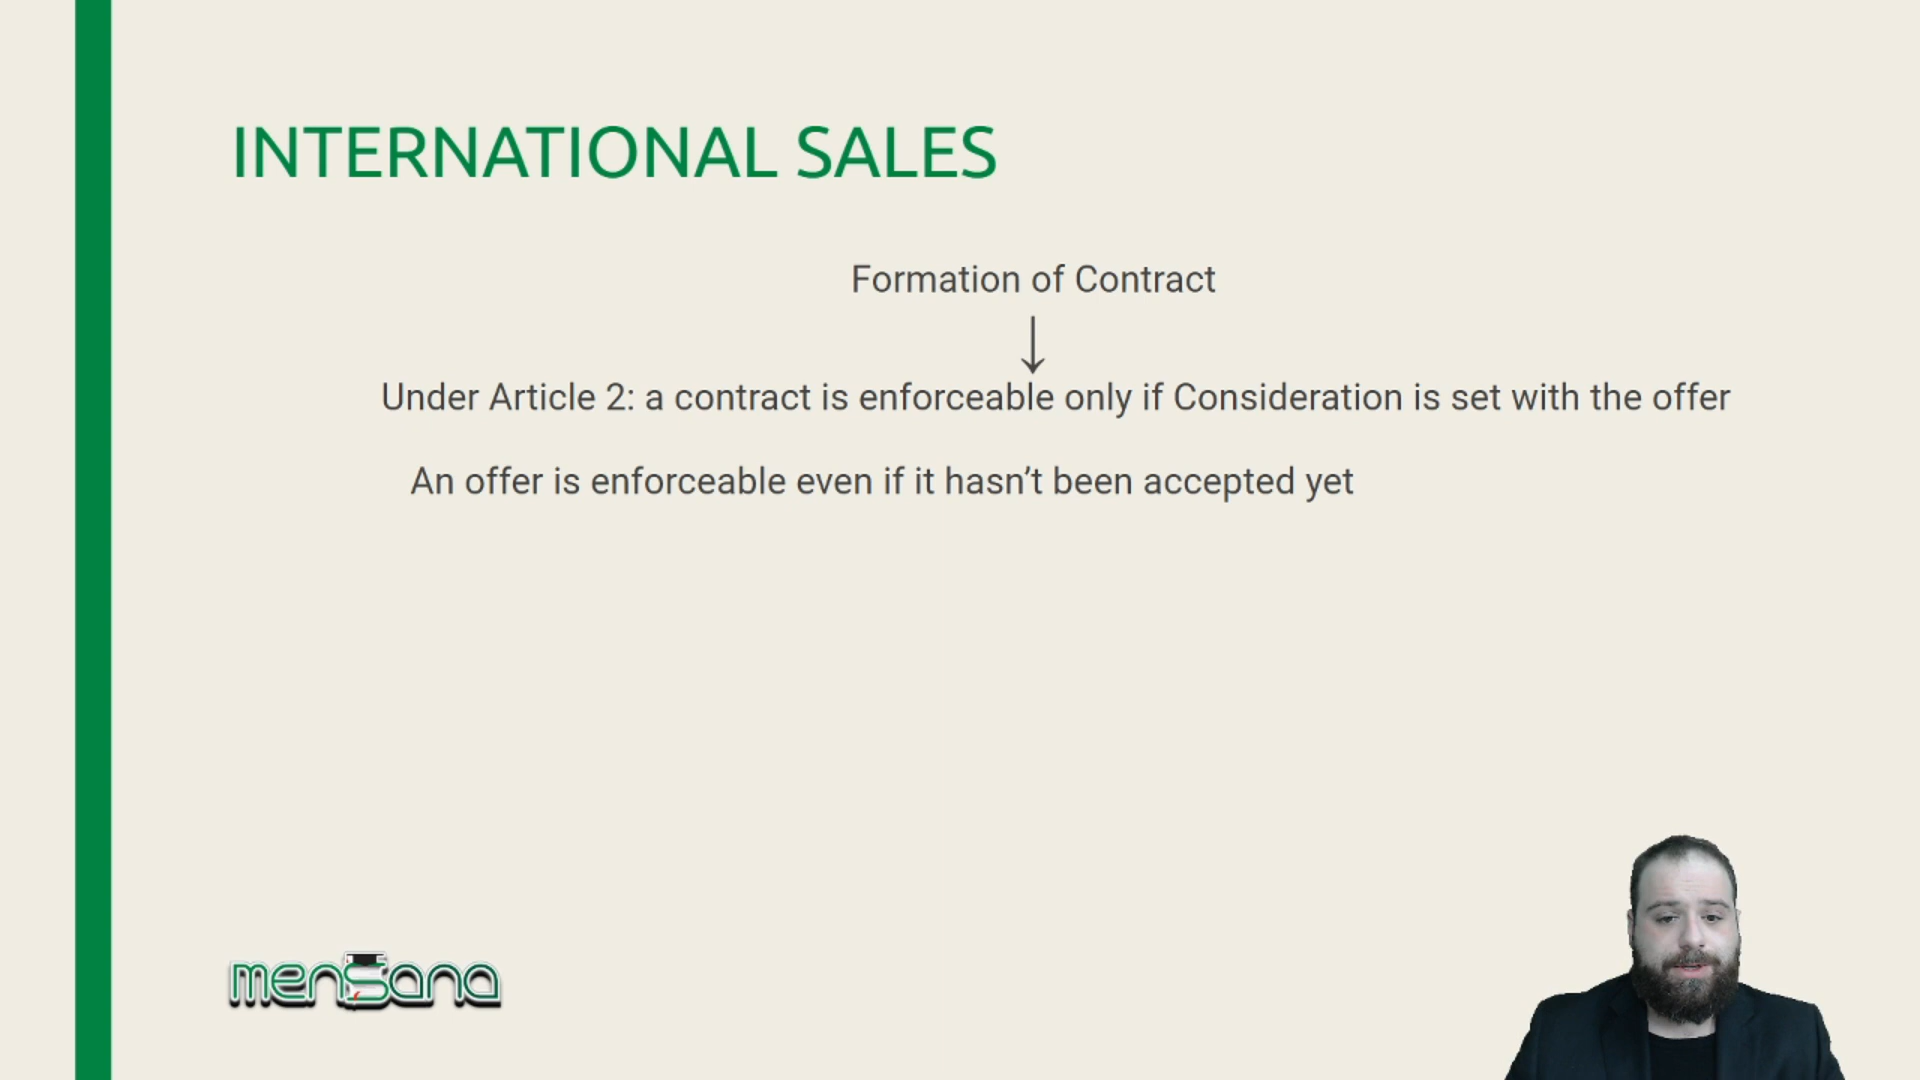 INTERNATIONAL SALES
Formation of Contract
Under Article 2: a contract is enforceable only if Consideration is set with the offer
An offer is enforceable even if it hasn’t been accepted yet
menSana